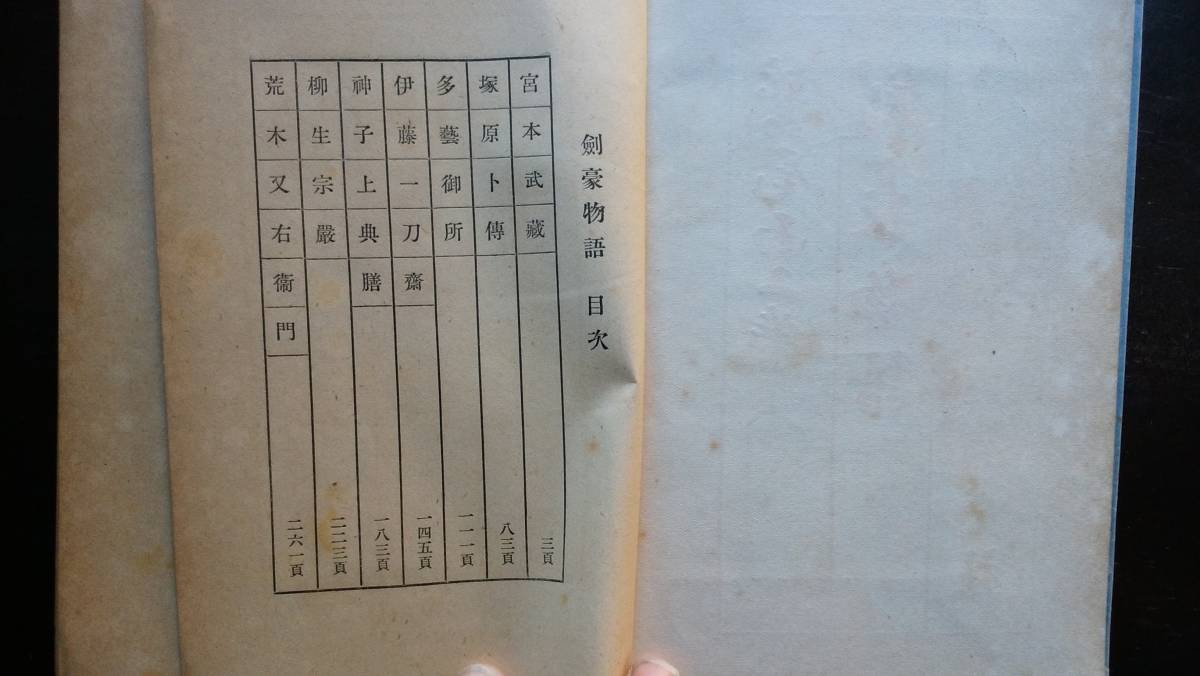 劍豪物語 目次
宮本武藏 三頁
塚原卜傳 八三頁
多藝御所 一一一頁
伊藤一刀齋 一四五頁
神子上典膳 一八三頁
柳生宗嚴 二二三頁
荒木又右衞門 二六一頁